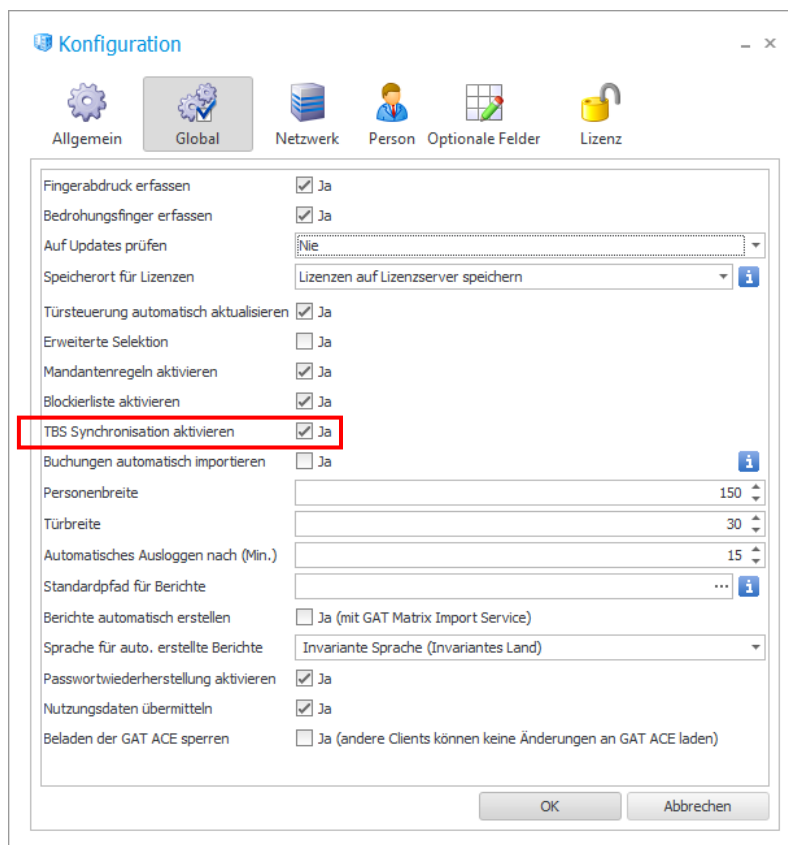 Konfiguration
Allgemein Global Netzwerk Person Optionale Felder Lizenz
Fingerabdruck erfassen Ja
Bedrohungsfinger erfassen Ja
Auf Updates prüfen Nie
Speicherort für Lizenzen Lizenzen auf Lizenzserver speichern
Türsteuerung automatisch aktualisieren Ja
Erweiterte Selektion Ja
Mandantenregeln aktivieren Ja
Blockierliste aktivieren Ja
TBS Synchronisation aktivieren Ja
Buchungen automatisch importieren Ja
Personenbreite 150
Türbreite 30
Automatisches Ausloggen nach (Min.) 15
Standardpfad für Berichte ...
Berichte automatisch erstellen Ja (mit GAT Matrix Import Service)
Sprache für auto. erstellte Berichte Invariante Sprache (Invariantes Land)
Passwortwiederherstellung aktivieren Ja
Nutzungsdaten übermitteln Ja
Beladen der GAT ACE sperren Ja (andere Clients können keine Änderungen an GAT ACE laden)
OK Abbrechen